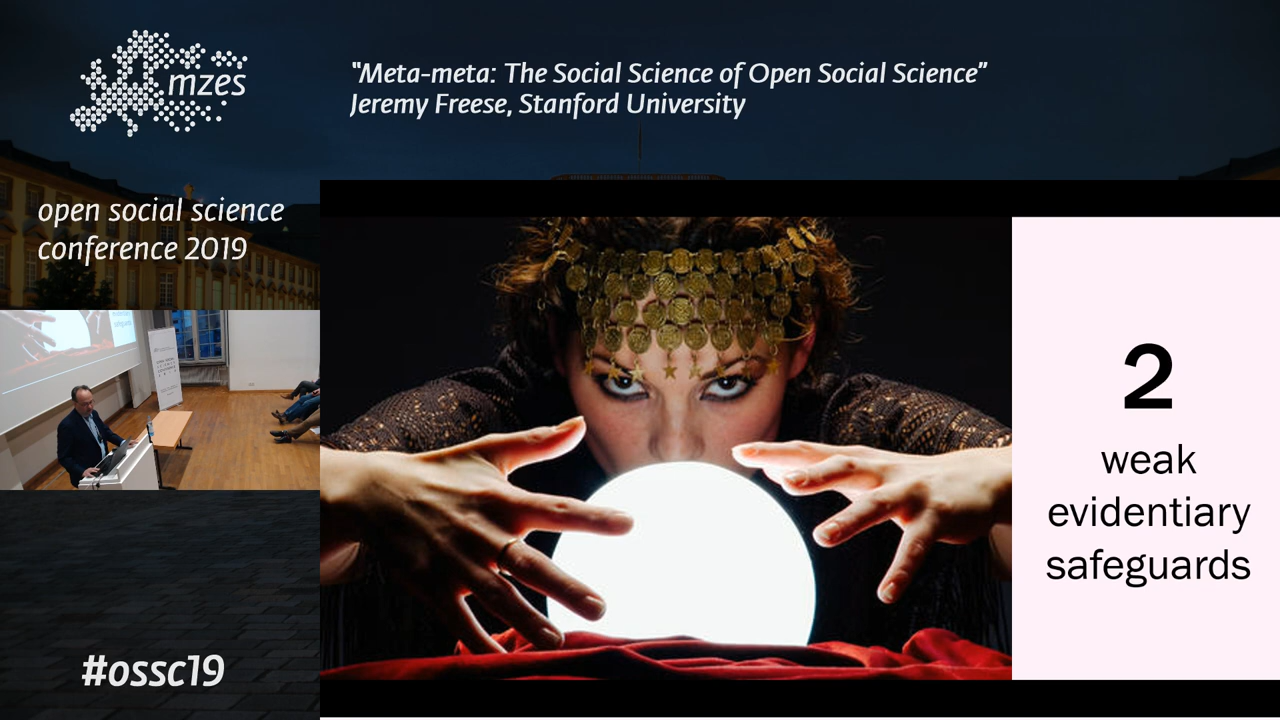 mzes
"Meta-meta: The Social Science of Open Social Science"
Jeremy Freese, Stanford University
open social science
conference 2019
2
weak
evidentiary
safeguards
#ossc19